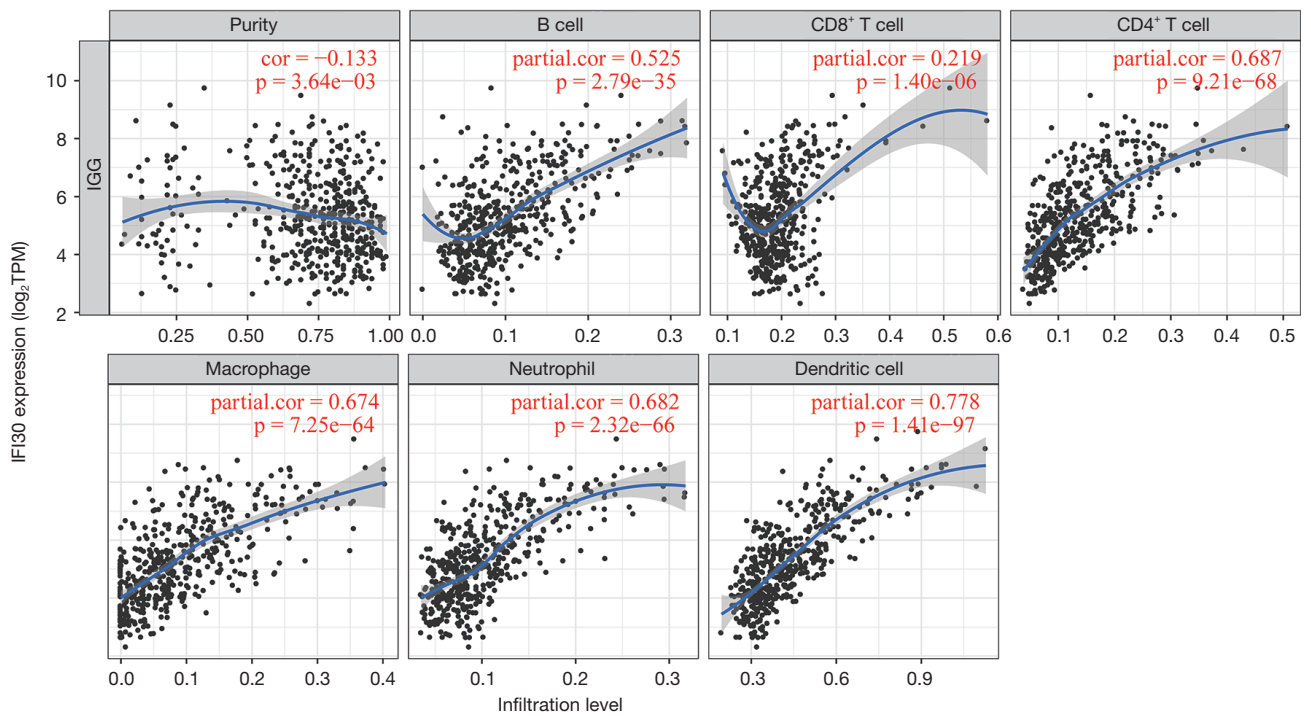 Purity
B cell
CD8⁺ T cell
CD4⁺ T cell
cor = −0.133
p = 3.64e−03
partial.cor = 0.525
p = 2.79e−35
partial.cor = 0.219
p = 1.40e−06
partial.cor = 0.687
p = 9.21e−68
IGG
10
8
6
4
2
0.25 0.50 0.75 1.00
0.0 0.1 0.2 0.3
0.1 0.2 0.3 0.4 0.5 0.6
0.1 0.2 0.3 0.4 0.5
IFI30 expression (log₂TPM)
Macrophage
Neutrophil
Dendritic cell
partial.cor = 0.674
p = 7.25e−64
partial.cor = 0.682
p = 2.32e−66
partial.cor = 0.778
p = 1.41e−97
0.0 0.1 0.2 0.3 0.4
0.1 0.2 0.3
0.3 0.6 0.9
Infiltration level